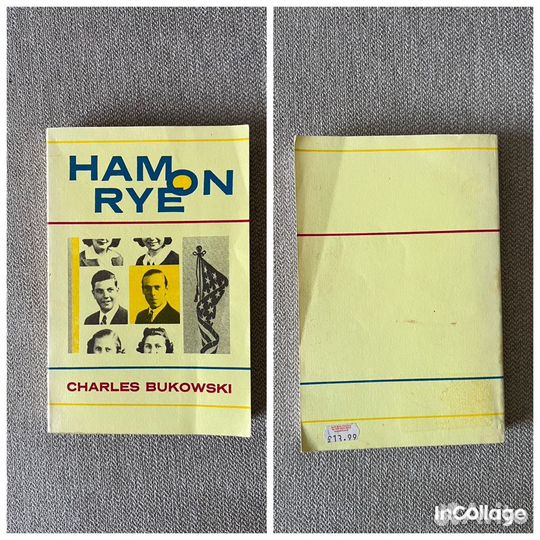 HAM ON
RYE
CHARLES BUKOWSKI
£13.99
InCollage